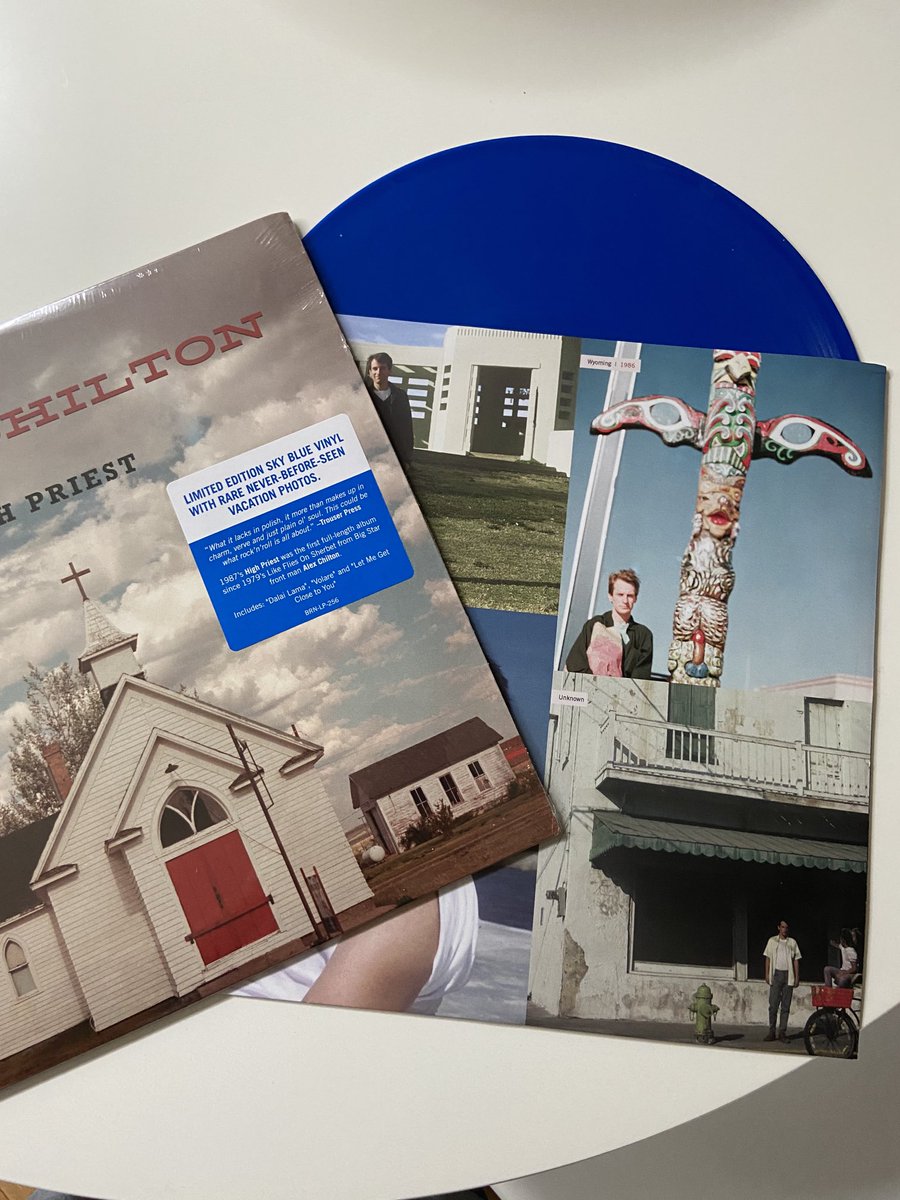 HILTON
H PRIEST
LIMITED EDITION SKY BLUE VINYL
WITH RARE NEVER-BEFORE-SEEN
VACATION PHOTOS.
"What it lacks in polish, it more than makes up in
charm, verve and just plain ol' soul. This could be
what rock'n'roll is all about." –Trouser Press
1987's High Priest was the first full-length album
since 1979's Like Flies On Sherbet from Big Star
front man Alex Chilton.
Includes: "Dalai Lama", "Volare" and "Let Me Get
Close to You"
BRN-LP-256
Wyoming | 1986
Unknown